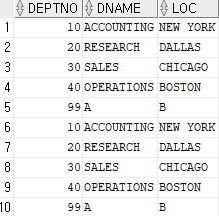 DEPTNO DNAME LOC
1 10 ACCOUNTING NEW YORK
2 20 RESEARCH DALLAS
3 30 SALES CHICAGO
4 40 OPERATIONS BOSTON
5 99 A B
6 10 ACCOUNTING NEW YORK
7 20 RESEARCH DALLAS
8 30 SALES CHICAGO
9 40 OPERATIONS BOSTON
10 99 A B